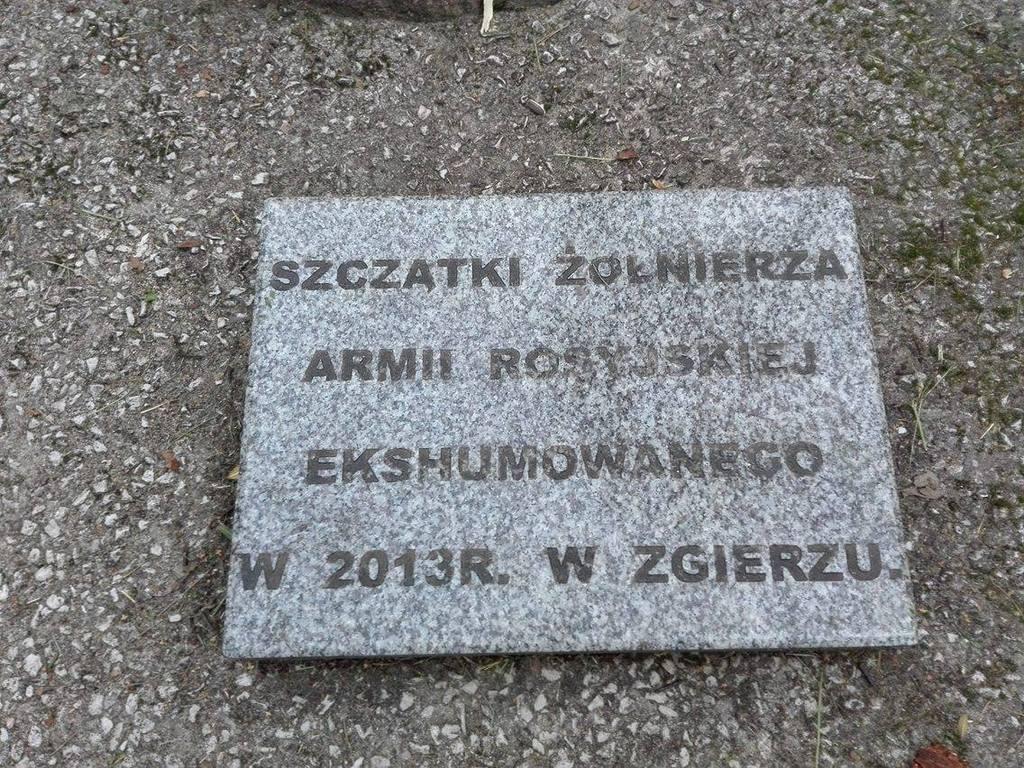 SZCZĄTKI ŻOŁNIERZA
ARMII ROSYJSKIEJ
EKSHUMOWANEGO
W 2013R. W ZGIERZU.